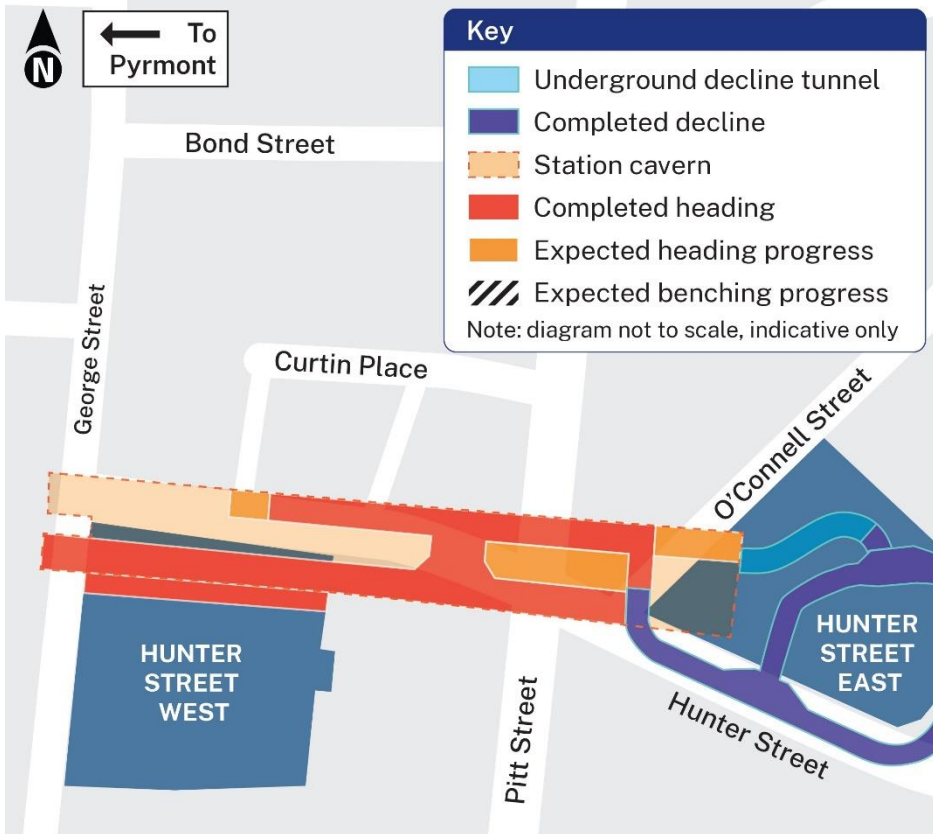 N
To
Pyrmont
Key
Underground decline tunnel
Completed decline
Station cavern
Completed heading
Expected heading progress
Expected benching progress
Note: diagram not to scale, indicative only
Bond Street
George Street
Curtin Place
O'Connell Street
HUNTER
STREET
WEST
HUNTER
STREET
EAST
Pitt Street
Hunter Street